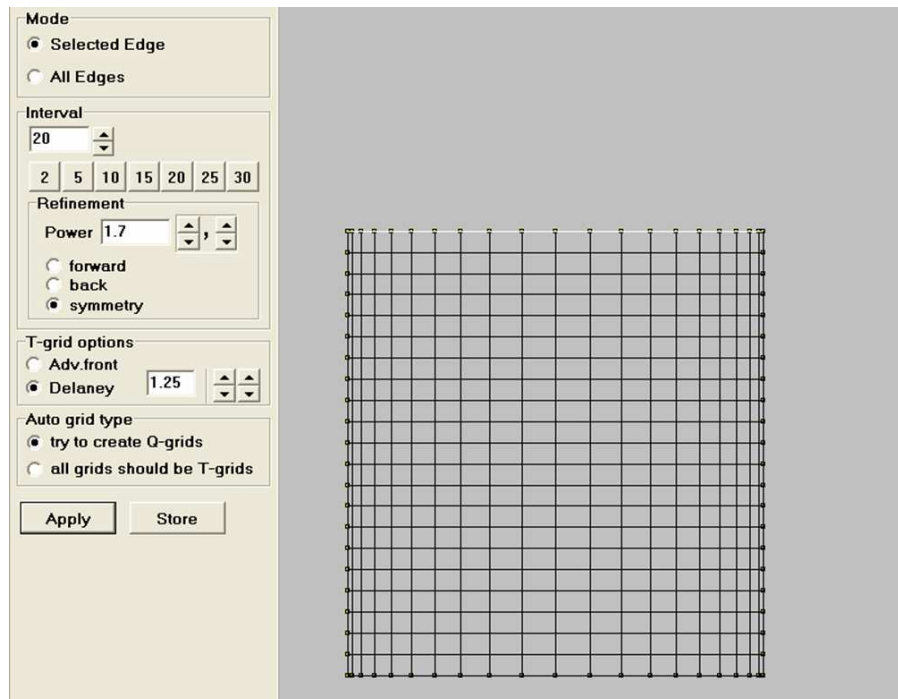 Mode
Selected Edge
All Edges
Interval
20
2 5 10 15 20 25 30
Refinement
Power 1.7 ,
forward
back
symmetry
T-grid options
Adv.front
Delaney 1.25
Auto grid type
try to create Q-grids
all grids should be T-grids
Apply Store